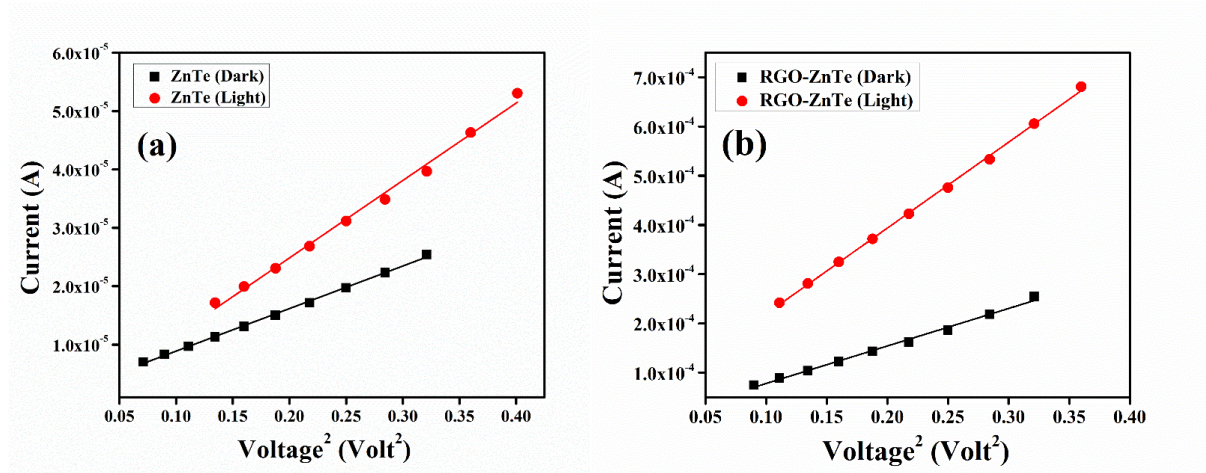 6.0x10⁻⁵
5.0x10⁻⁵
4.0x10⁻⁵
3.0x10⁻⁵
2.0x10⁻⁵
1.0x10⁻⁵
Current (A)
ZnTe (Dark)
ZnTe (Light)
(a)
0.05 0.10 0.15 0.20 0.25 0.30 0.35 0.40
Voltage² (Volt²)
7.0x10⁻⁴
6.0x10⁻⁴
5.0x10⁻⁴
4.0x10⁻⁴
3.0x10⁻⁴
2.0x10⁻⁴
1.0x10⁻⁴
Current (A)
RGO-ZnTe (Dark)
RGO-ZnTe (Light)
(b)
0.05 0.10 0.15 0.20 0.25 0.30 0.35 0.40
Voltage² (Volt²)